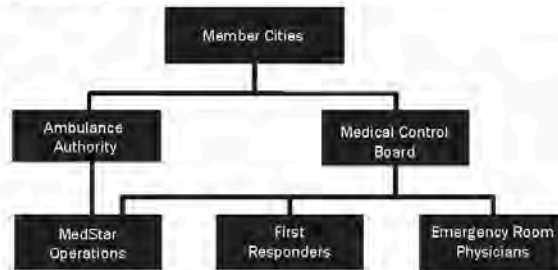 Member Cities
Ambulance
Authority
Medical Control
Board
MedStar
Operations
First
Responders
Emergency Room
Physicians